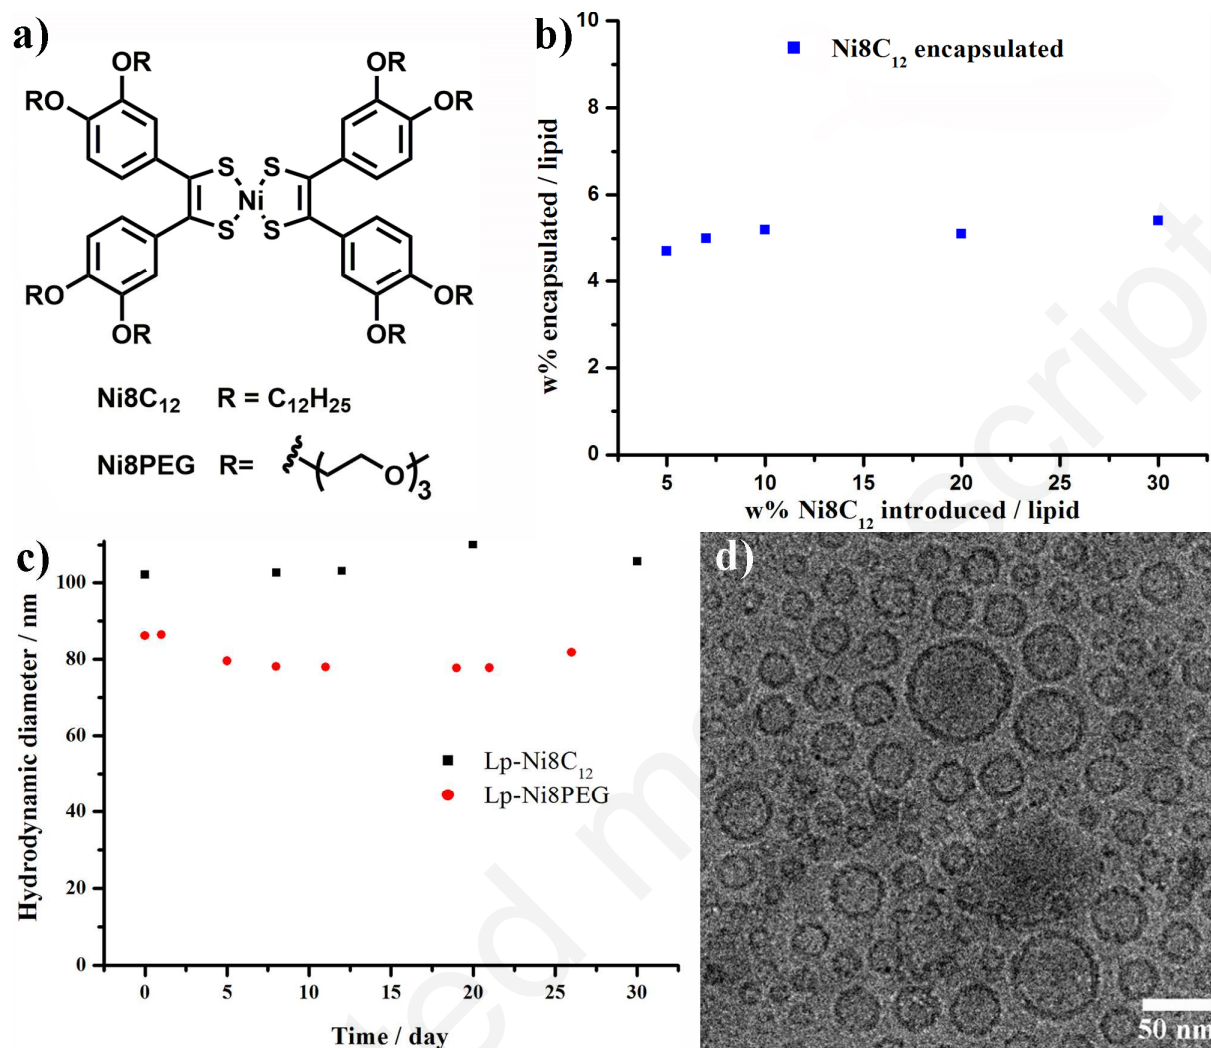 a)
OR OR
RO OR
S S
Ni
S S
RO OR
OR OR
Ni8C₁₂ R = C₁₂H₂₅
Ni8PEG R= ( O )₃
b)
Ni8C₁₂ encapsulated
w% encapsulated / lipid
10
8
6
4
2
0
5 10 15 20 25 30
w% Ni8C₁₂ introduced / lipid
c)
Hydrodynamic diameter / nm
100
80
60
40
20
0
Lp-Ni8C₁₂
Lp-Ni8PEG
0 5 10 15 20 25 30
Time / day
d)
50 nm